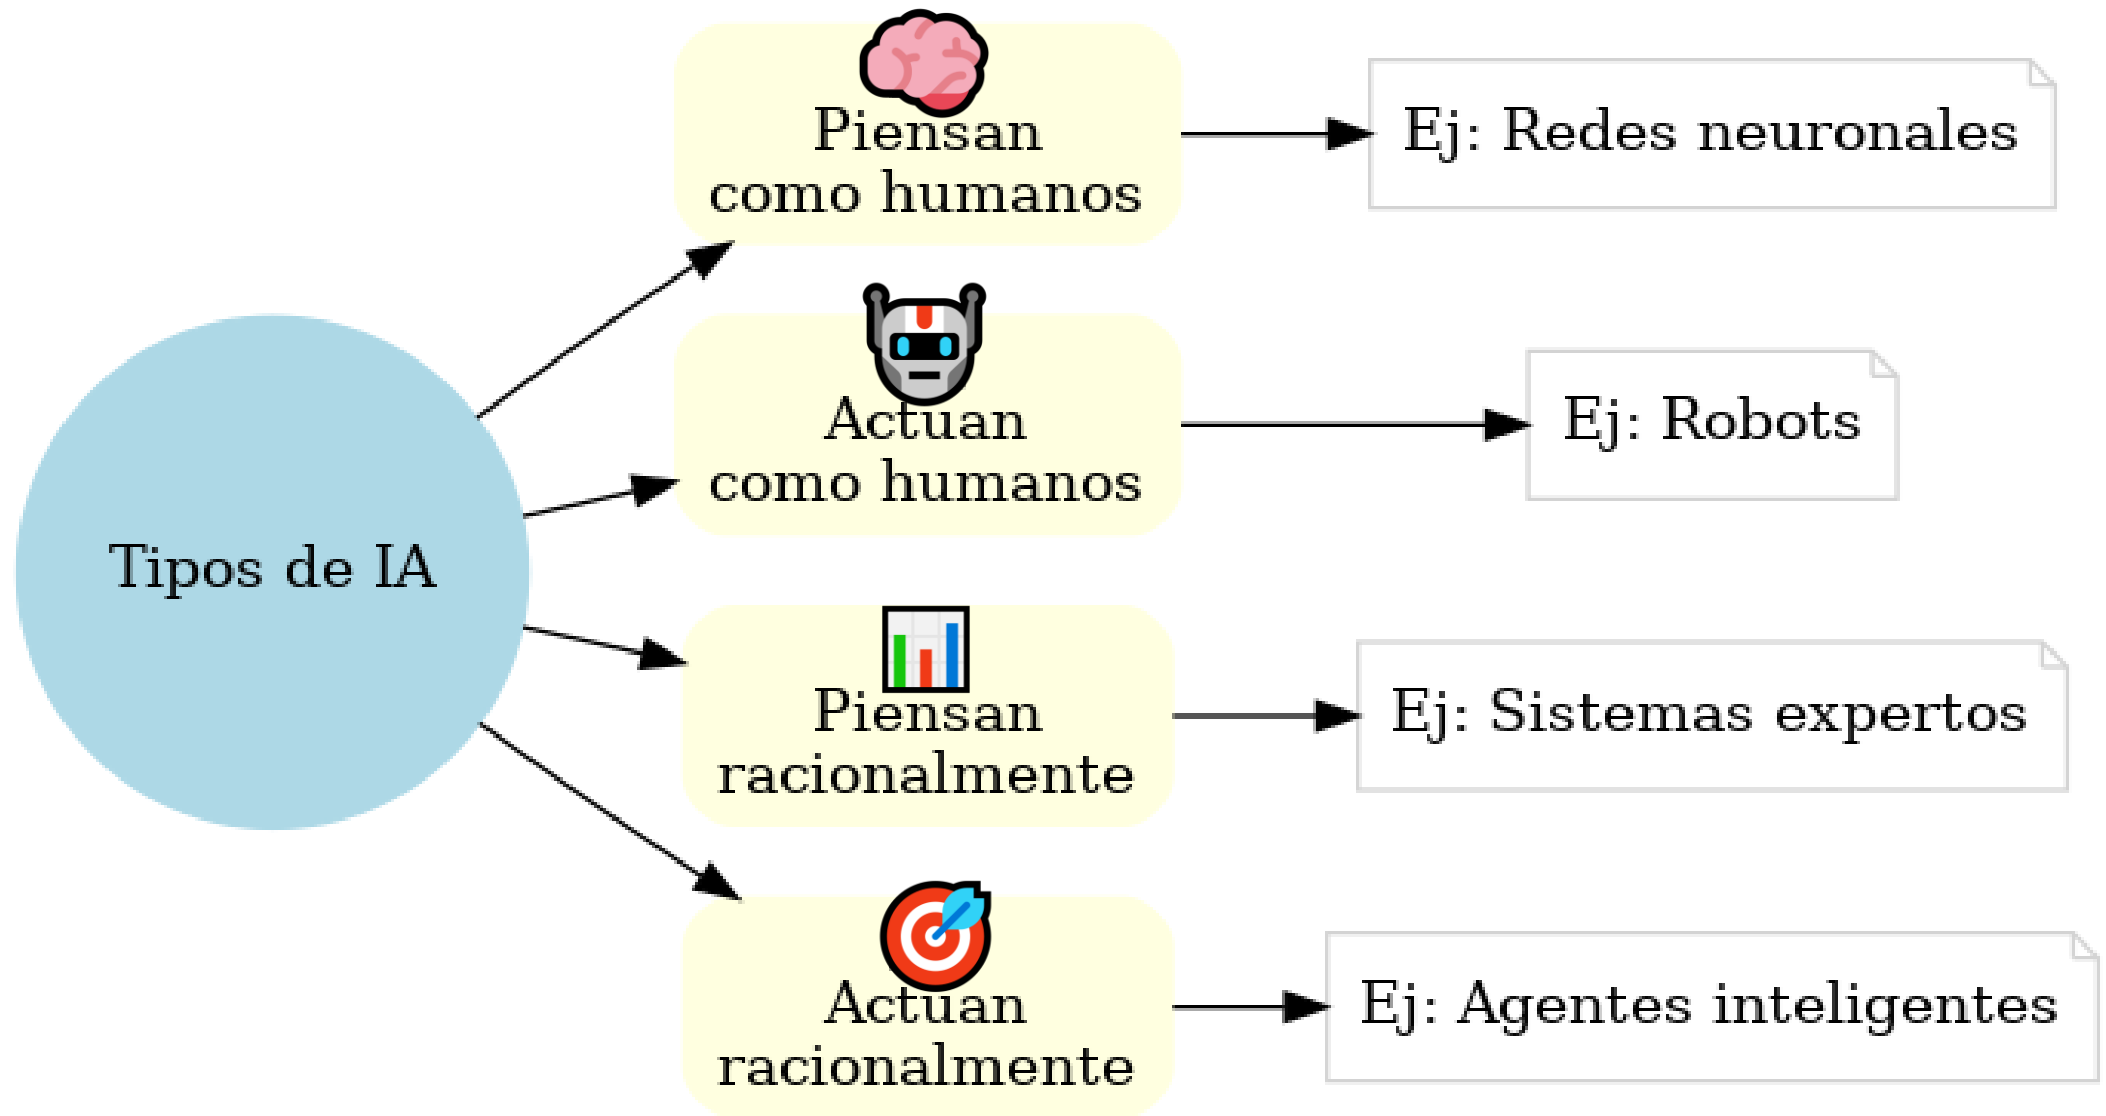 Tipos de IA
Piensan
como humanos
Ej: Redes neuronales
Actuan
como humanos
Ej: Robots
Piensan
racionalmente
Ej: Sistemas expertos
Actuan
racionalmente
Ej: Agentes inteligentes